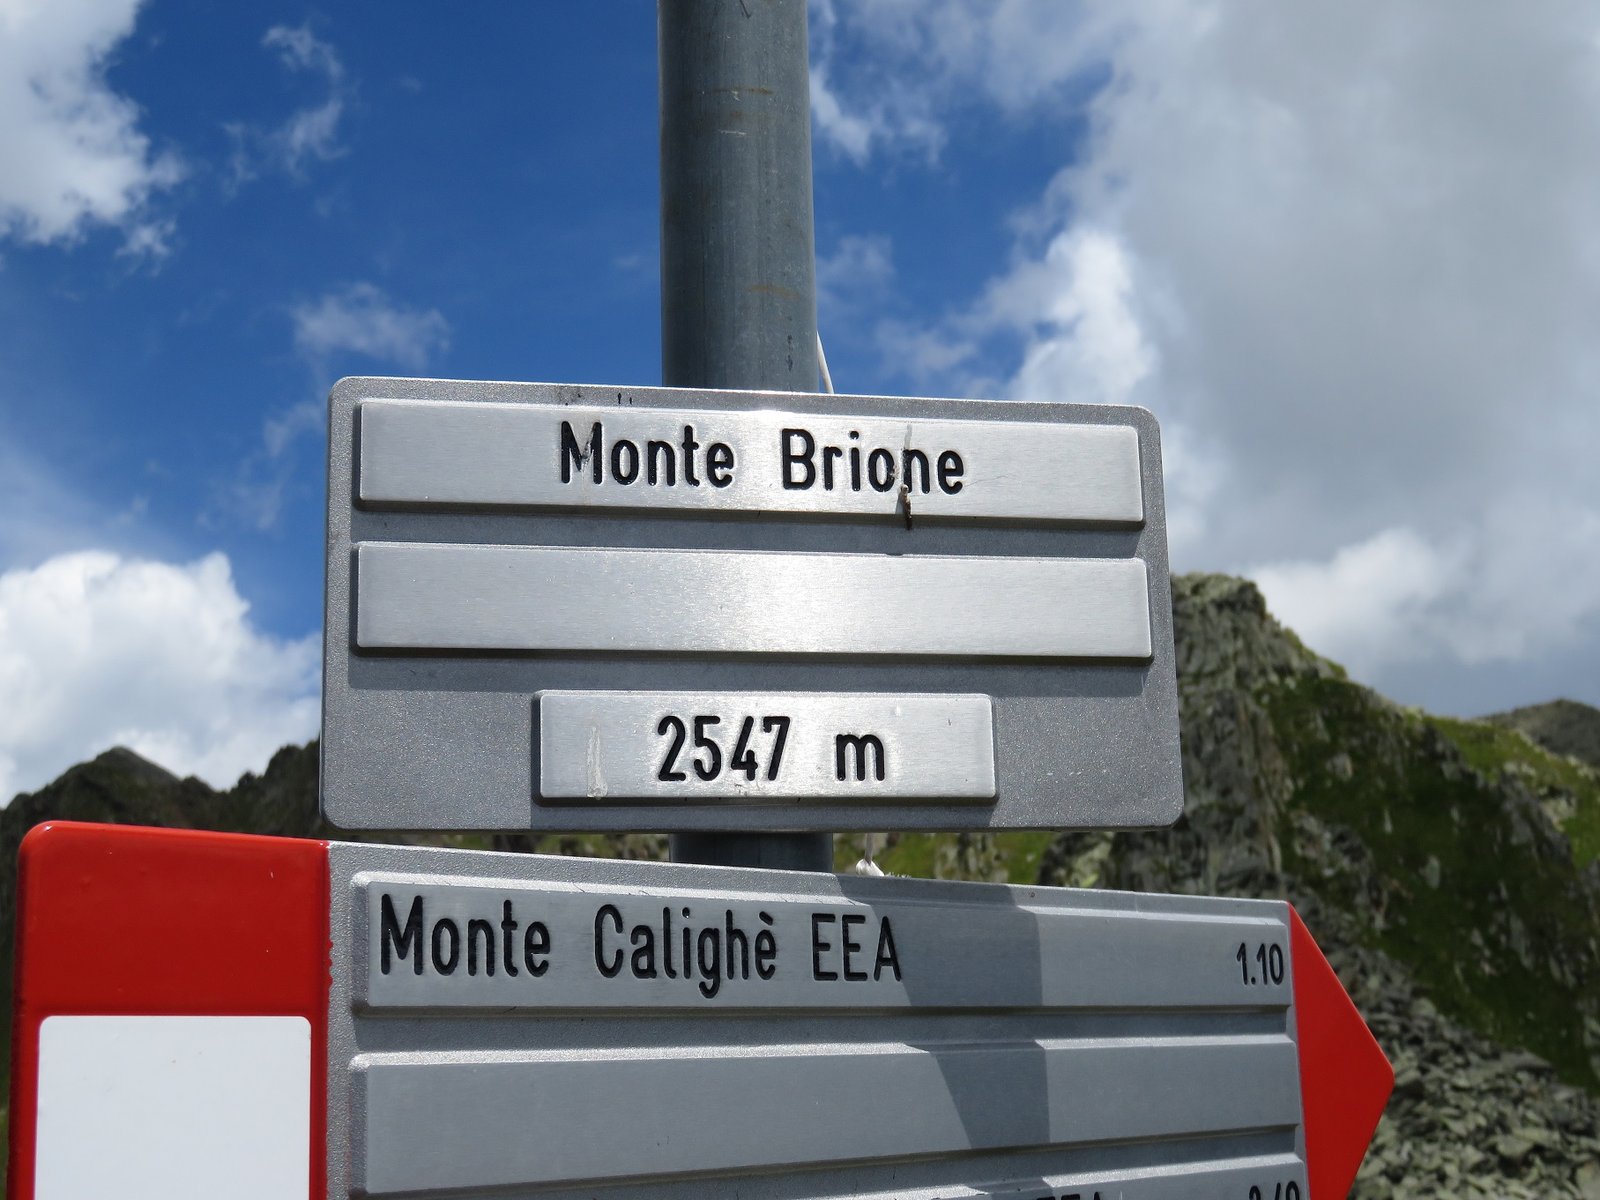 Monte Brione
2547 m
Monte Calighè EEA 1.10